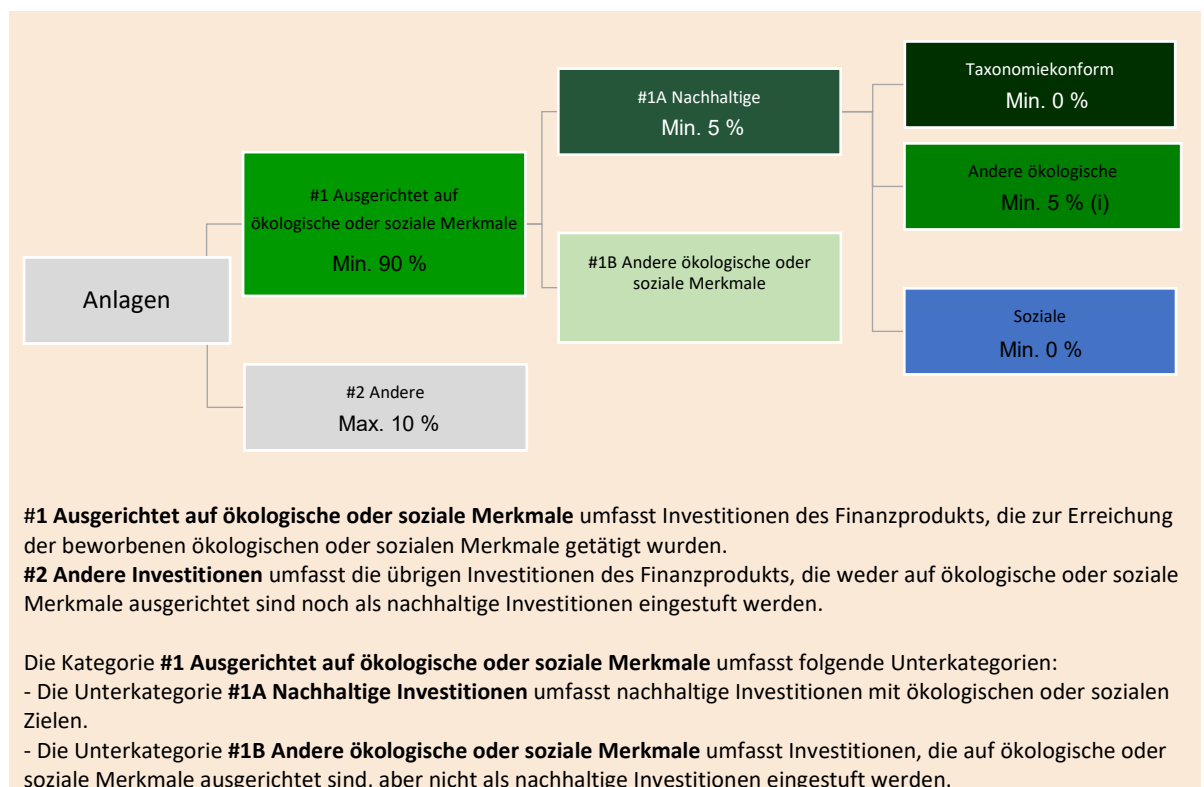 Anlagen
#1 Ausgerichtet auf
ökologische oder soziale Merkmale
Min. 90 %
#2 Andere
Max. 10 %
#1A Nachhaltige
Min. 5 %
#1B Andere ökologische oder
soziale Merkmale
Taxonomiekonform
Min. 0 %
Andere ökologische
Min. 5 % (i)
Soziale
Min. 0 %
#1 Ausgerichtet auf ökologische oder soziale Merkmale umfasst Investitionen des Finanzprodukts, die zur Erreichung
der beworbenen ökologischen oder sozialen Merkmale getätigt wurden.
#2 Andere Investitionen umfasst die übrigen Investitionen des Finanzprodukts, die weder auf ökologische oder soziale
Merkmale ausgerichtet sind noch als nachhaltige Investitionen eingestuft werden.
Die Kategorie #1 Ausgerichtet auf ökologische oder soziale Merkmale umfasst folgende Unterkategorien:
- Die Unterkategorie #1A Nachhaltige Investitionen umfasst nachhaltige Investitionen mit ökologischen oder sozialen
Zielen.
- Die Unterkategorie #1B Andere ökologische oder soziale Merkmale umfasst Investitionen, die auf ökologische oder
soziale Merkmale ausgerichtet sind, aber nicht als nachhaltige Investitionen eingestuft werden.